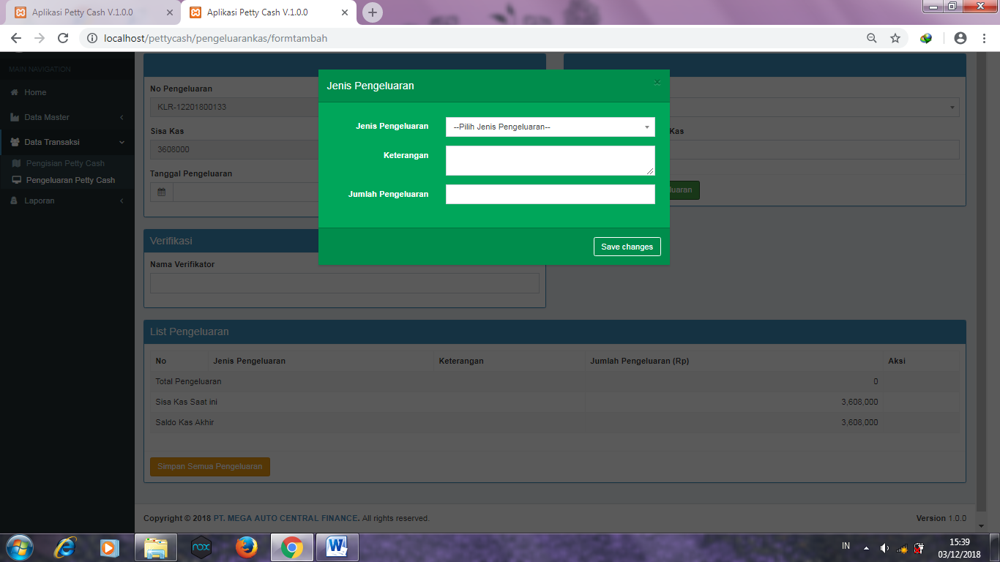 Aplikasi Petty Cash V.1.0.0
Aplikasi Petty Cash V.1.0.0
localhost/pettycash/pengeluarankas/formtambah
MAIN NAVIGATION
Home
Data Master
Data Transaksi
Pengisian Petty Cash
Pengeluaran Petty Cash
Laporan
No Pengeluaran
KLR-12201800133
Sisa Kas
3608000
Tanggal Pengeluaran
Kas
luaran
Jenis Pengeluaran
×
Jenis Pengeluaran
--Pilih Jenis Pengeluaran--
Keterangan
Jumlah Pengeluaran
Save changes
Verifikasi
Nama Verifikator
List Pengeluaran
No Jenis Pengeluaran Keterangan Jumlah Pengeluaran (Rp) Aksi
Total Pengeluaran 0
Sisa Kas Saat ini 3,608,000
Saldo Kas Akhir 3,608,000
Simpan Semua Pengeluaran
Copyright © 2018 PT. MEGA AUTO CENTRAL FINANCE. All rights reserved. Version 1.0.0
nox
W
IN
15:39
03/12/2018